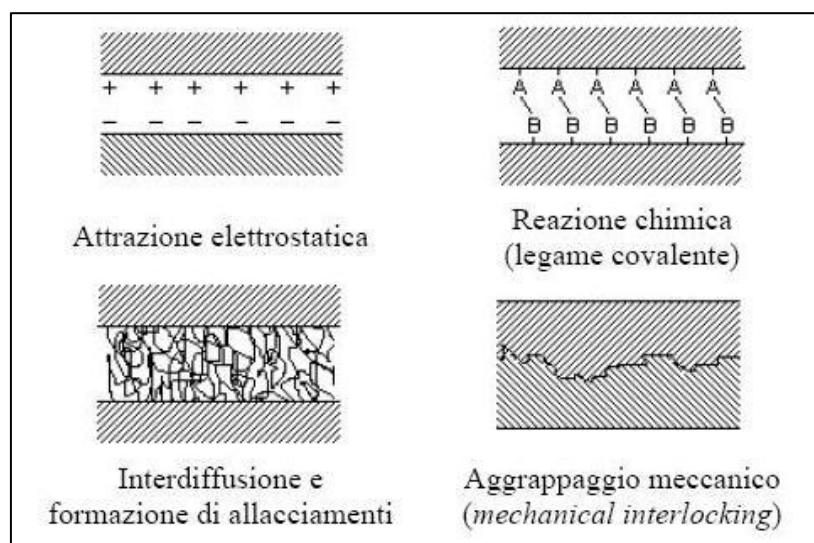 + + + + + +
− − − − − −
Attrazione elettrostatica
A A A A A A
B B B B B B
Reazione chimica
(legame covalente)
Interdiffusione e
formazione di allacciamenti
Aggrappaggio meccanico
(mechanical interlocking)